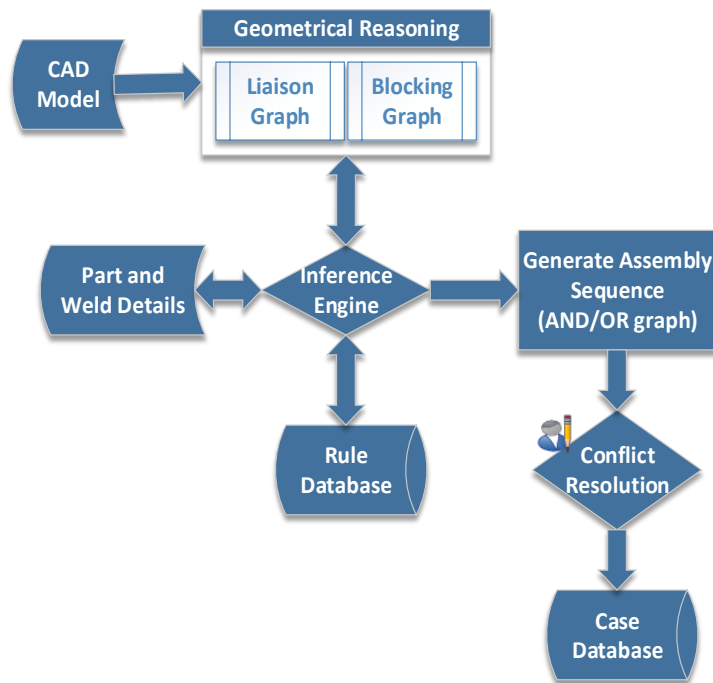 Geometrical Reasoning
CAD
Model
Liaison
Graph
Blocking
Graph
Part and
Weld Details
Inference
Engine
Generate Assembly
Sequence
(AND/OR graph)
Rule
Database
Conflict
Resolution
Case
Database